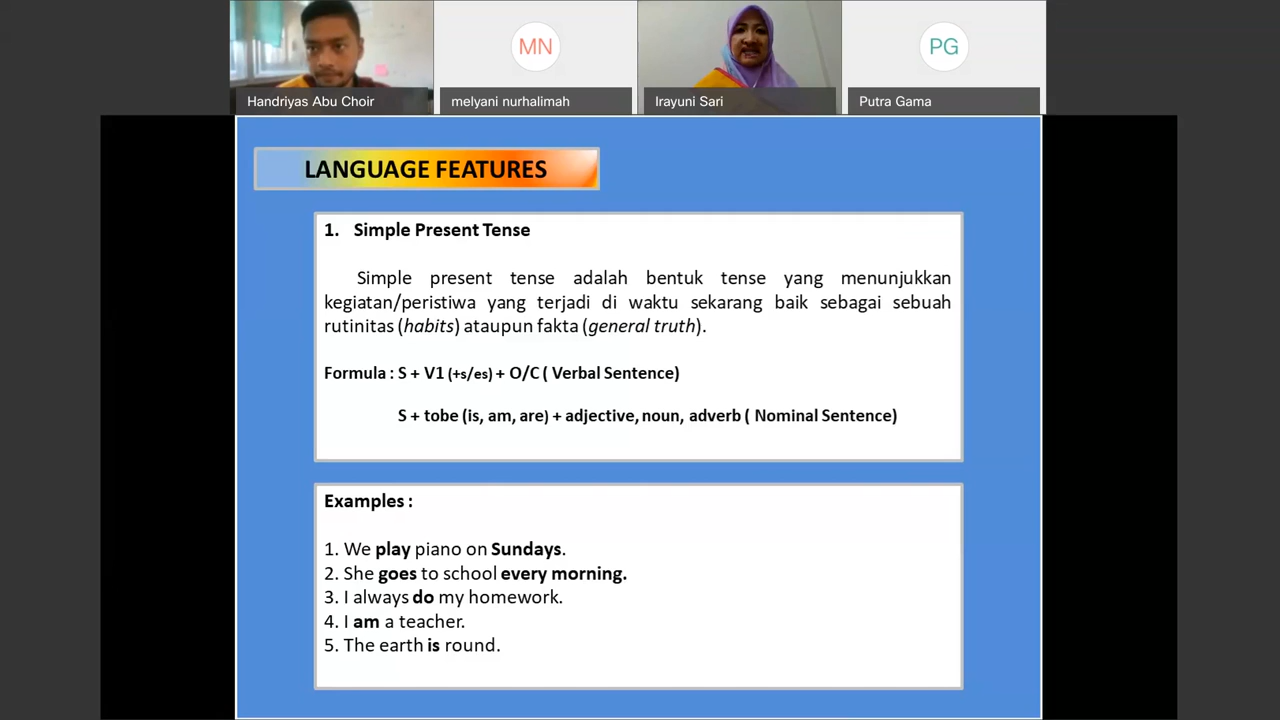 MN
PG
Handriyas Abu Choir
melyani nurhalimah
Irayuni Sari
Putra Gama
LANGUAGE FEATURES
1. Simple Present Tense
Simple present tense adalah bentuk tense yang menunjukkan
kegiatan/peristiwa yang terjadi di waktu sekarang baik sebagai sebuah
rutinitas (habits) ataupun fakta (general truth).
Formula : S + V1 (+s/es) + O/C ( Verbal Sentence)
S + tobe (is, am, are) + adjective, noun, adverb ( Nominal Sentence)
Examples :
1. We play piano on Sundays.
2. She goes to school every morning.
3. I always do my homework.
4. I am a teacher.
5. The earth is round.